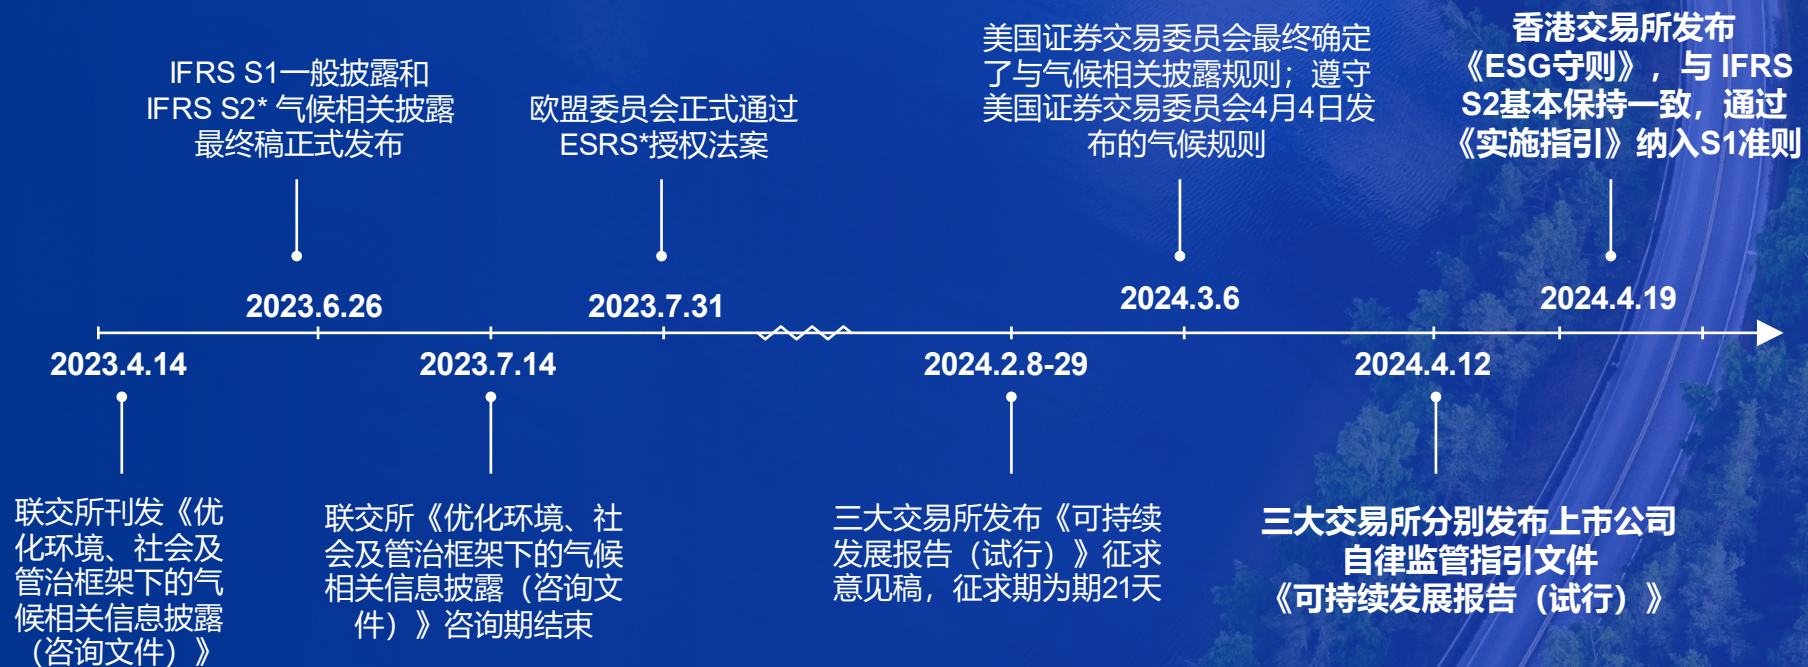 IFRS S1一般披露和
IFRS S2* 气候相关披露
最终稿正式发布
欧盟委员会正式通过
ESRS*授权法案
美国证券交易委员会最终确定
了与气候相关披露规则；遵守
美国证券交易委员会4月4日发
布的气候规则
香港交易所发布
《ESG守则》，与 IFRS
S2基本保持一致，通过
《实施指引》纳入S1准则
2023.6.26
2023.7.31
2024.3.6
2024.4.19
2023.4.14
2023.7.14
2024.2.8-29
2024.4.12
联交所刊发《优
化环境、社会及
管治框架下的气
候相关信息披露
（咨询文件）》
联交所《优化环境、社
会及管治框架下的气候
相关信息披露（咨询文
件）》咨询期结束
三大交易所发布《可持续
发展报告（试行）》征求
意见稿，征求期为期21天
三大交易所分别发布上市公司
自律监管指引文件
《可持续发展报告（试行）》